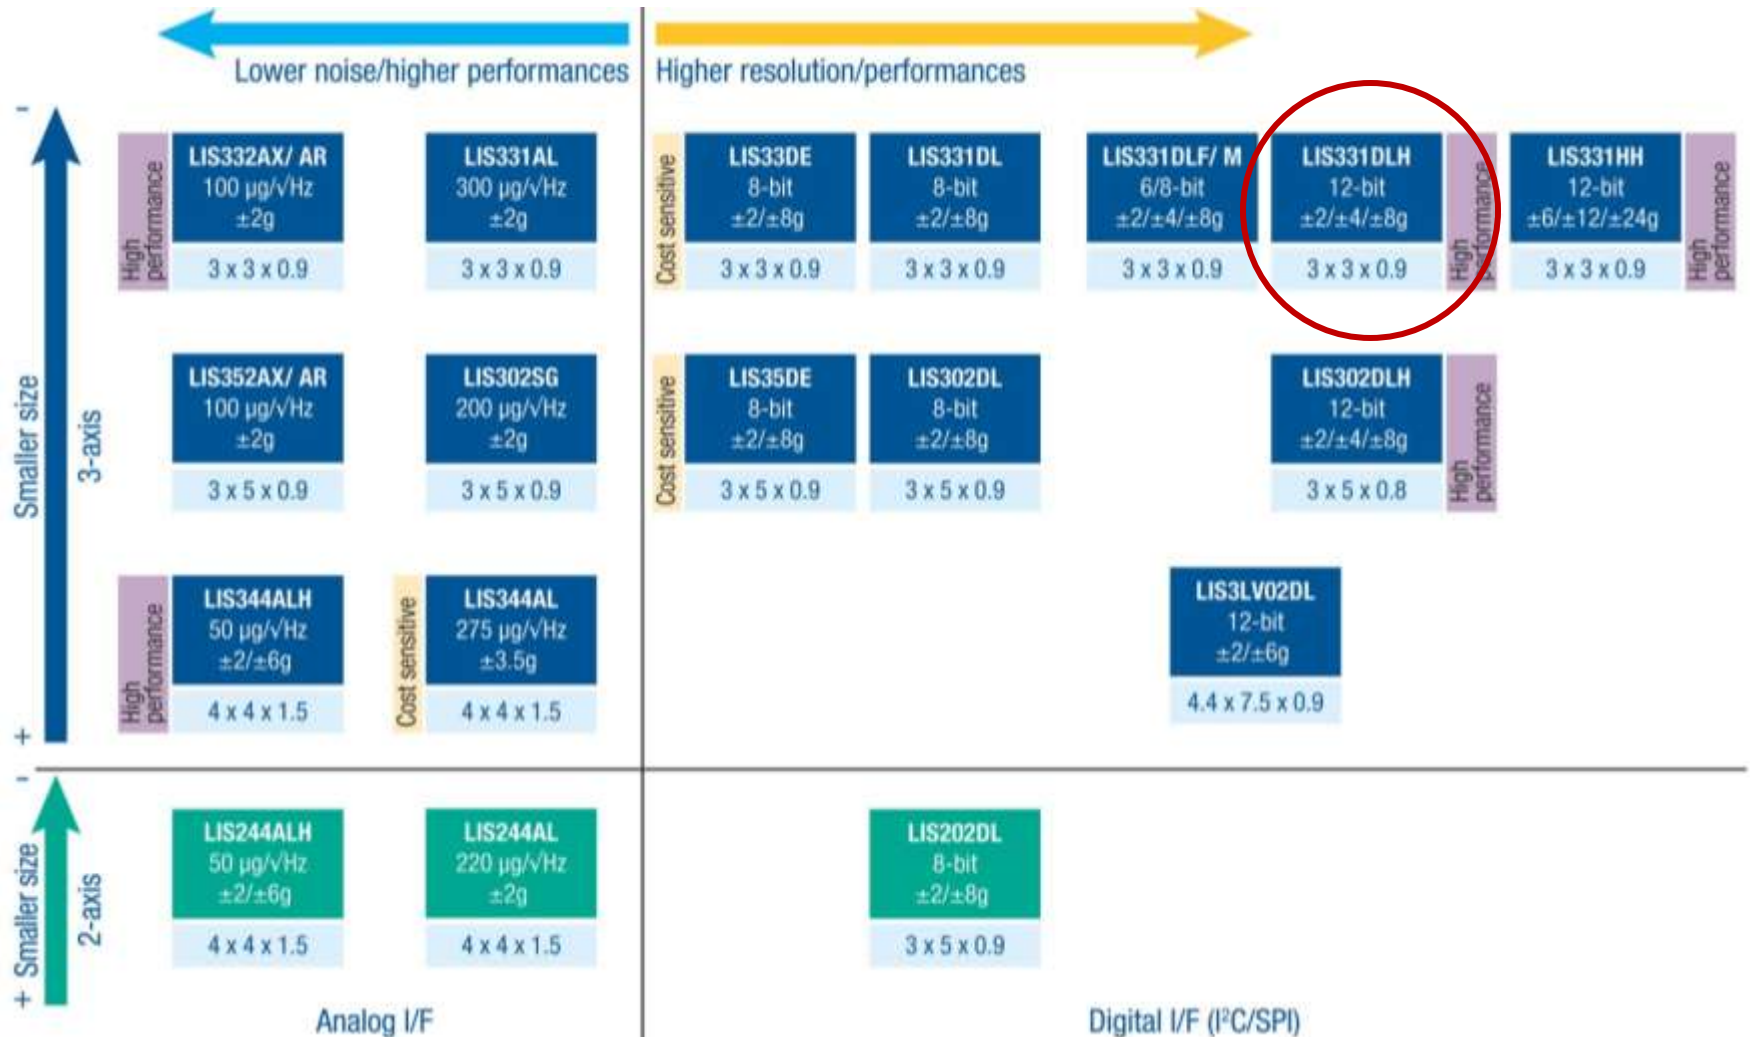 Lower noise/higher performances
Higher resolution/performances
−
Smaller size
3-axis
+
High
performance
LIS332AX/ AR
100 µg/√Hz
±2g
3 x 3 x 0.9
LIS331AL
300 µg/√Hz
±2g
3 x 3 x 0.9
Cost sensitive
LIS33DE
8-bit
±2/±8g
3 x 3 x 0.9
LIS331DL
8-bit
±2/±8g
3 x 3 x 0.9
LIS331DLF/ M
6/8-bit
±2/±4/±8g
3 x 3 x 0.9
LIS331DLH
12-bit
±2/±4/±8g
3 x 3 x 0.9
High
performance
LIS331HH
12-bit
±6/±12/±24g
3 x 3 x 0.9
High
performance
LIS352AX/ AR
100 µg/√Hz
±2g
3 x 5 x 0.9
LIS302SG
200 µg/√Hz
±2g
3 x 5 x 0.9
Cost sensitive
LIS35DE
8-bit
±2/±8g
3 x 5 x 0.9
LIS302DL
8-bit
±2/±8g
3 x 5 x 0.9
LIS302DLH
12-bit
±2/±4/±8g
3 x 5 x 0.8
High
performance
High
performance
LIS344ALH
50 µg/√Hz
±2/±6g
4 x 4 x 1.5
Cost sensitive
LIS344AL
275 µg/√Hz
±3.5g
4 x 4 x 1.5
LIS3LV02DL
12-bit
±2/±6g
4.4 x 7.5 x 0.9
−
+ Smaller size
2-axis
LIS244ALH
50 µg/√Hz
±2/±6g
4 x 4 x 1.5
LIS244AL
220 µg/√Hz
±2g
4 x 4 x 1.5
LIS202DL
8-bit
±2/±8g
3 x 5 x 0.9
Analog I/F
Digital I/F (I²C/SPI)